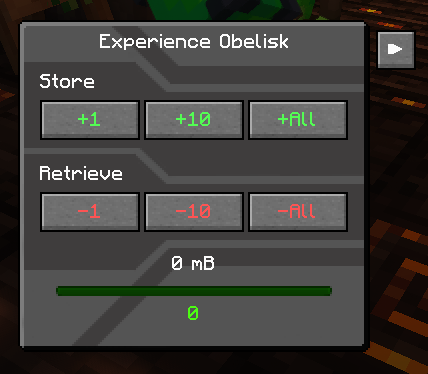 Experience Obelisk
Store
+1 +10 +All
Retrieve
-1 -10 -All
0 mB
0